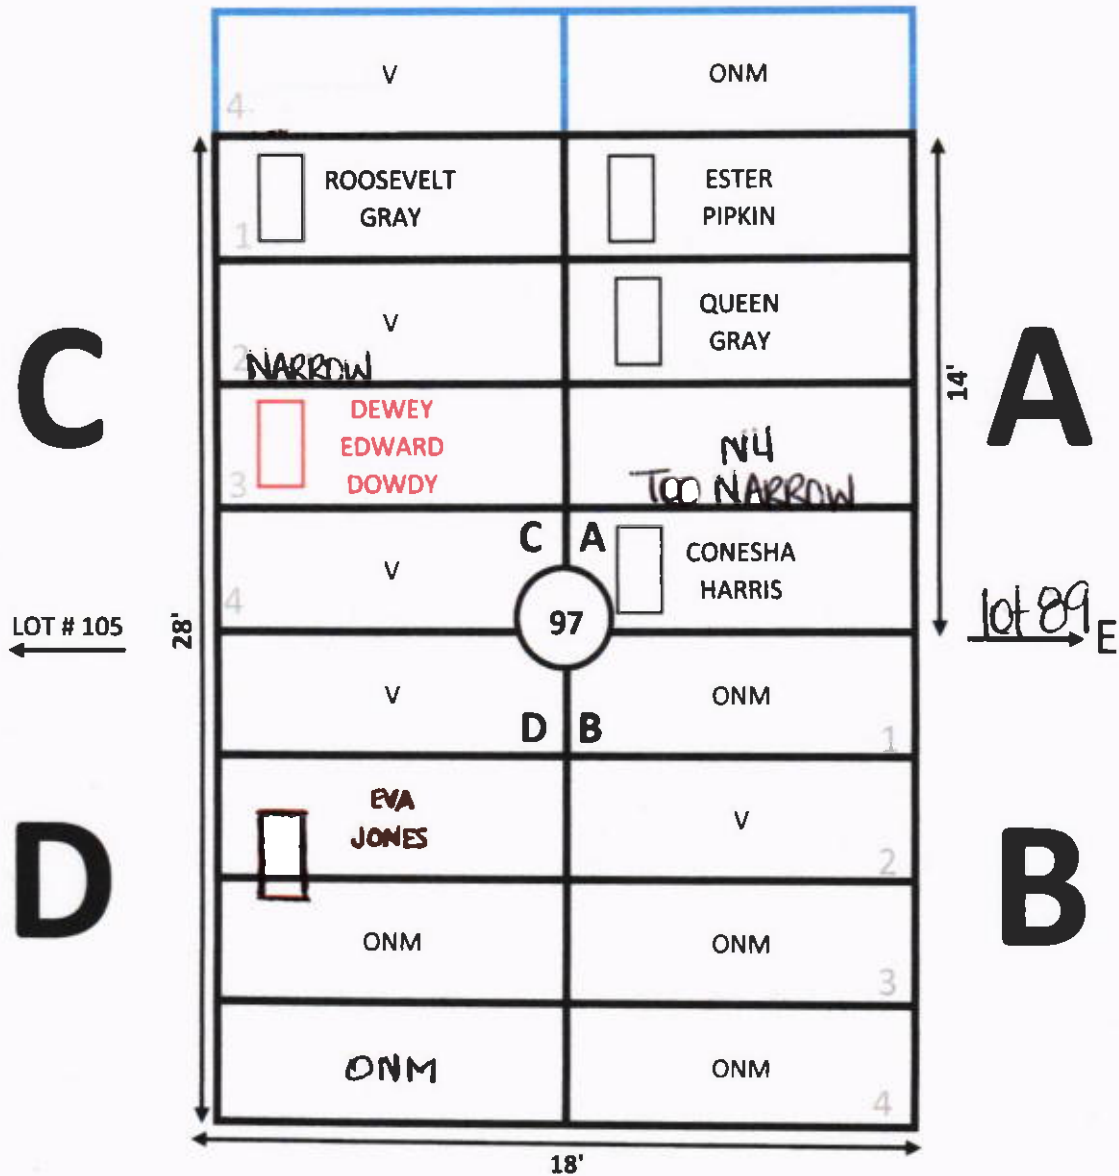 V
ONM
4
ROOSEVELT
GRAY
1
ESTER
PIPKIN
V
2
NARROW
QUEEN
GRAY
C
A
14'
DEWEY
EDWARD
DOWDY
3
NU
TOO NARROW
C A
V
4
CONESHA
HARRIS
97
LOT # 105
28'
lot 89
E
V
D B
ONM
1
EVA
JONES
V
2
D
B
ONM
ONM
3
ONM
ONM
4
18'